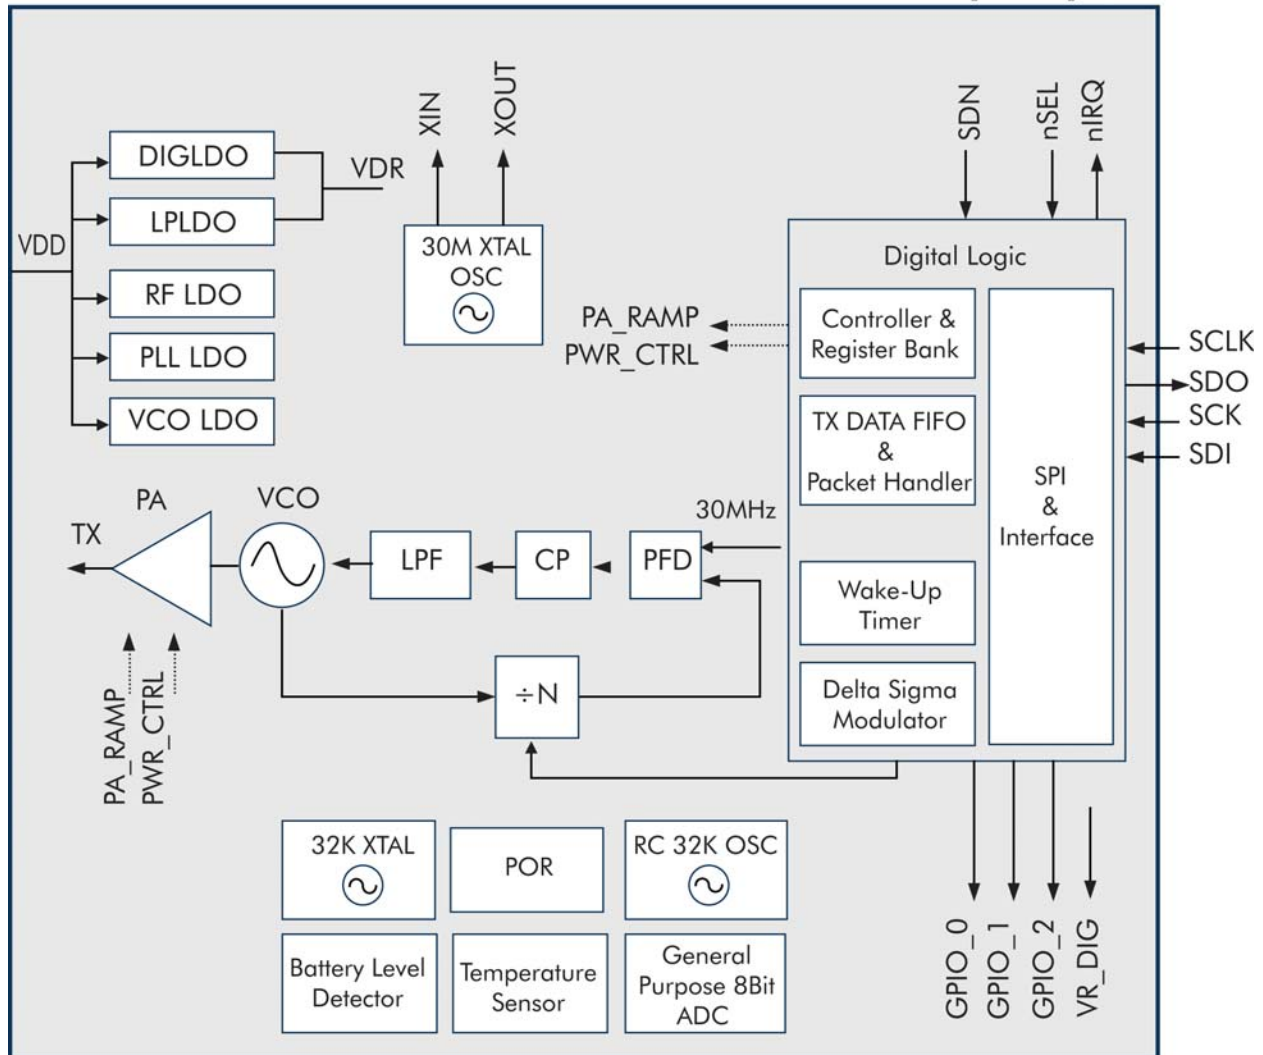 XIN
XOUT
SDN
nSEL
nIRQ
DIGLDO
VDR
LPLDO
VDD
RF LDO
PLL LDO
VCO LDO
30M XTAL
OSC
Digital Logic
PA_RAMP
PWR_CTRL
Controller &
Register Bank
SCLK
SDO
SCK
SDI
TX DATA FIFO
&
Packet Handler
SPI
&
Interface
Wake-Up
Timer
Delta Sigma
Modulator
TX
PA
VCO
LPF
CP
PFD
30MHz
÷N
PA_RAMP
PWR_CTRL
32K XTAL
POR
RC 32K OSC
Battery Level
Detector
Temperature
Sensor
General
Purpose 8Bit
ADC
GPIO_0
GPIO_1
GPIO_2
VR_DIG